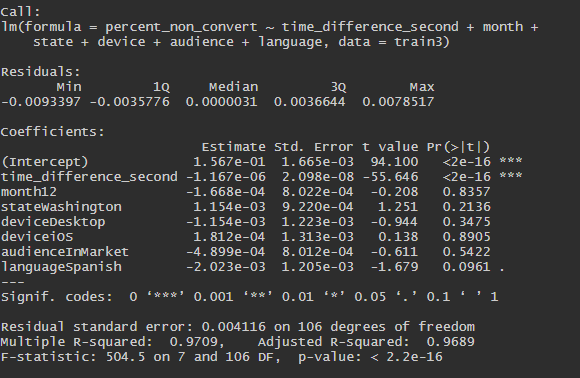 Call:
lm(formula = percent_non_convert ~ time_difference_second + month +
    state + device + audience + language, data = train3)
Residuals:
       Min         1Q     Median         3Q        Max
-0.0093397 -0.0035776  0.0000031  0.0036644  0.0078517
Coefficients:
                         Estimate Std. Error t value Pr(>|t|)
(Intercept)             1.567e-01  1.665e-03  94.100   <2e-16 ***
time_difference_second -1.167e-06  2.098e-08 -55.646   <2e-16 ***
month12                -1.668e-04  8.022e-04  -0.208   0.8357
stateWashington         1.154e-03  9.220e-04   1.251   0.2136
deviceDesktop          -1.154e-03  1.223e-03  -0.944   0.3475
deviceiOS               1.812e-04  1.313e-03   0.138   0.8905
audienceInMarket       -4.899e-04  8.012e-04  -0.611   0.5422
languageSpanish        -2.023e-03  1.205e-03  -1.679   0.0961 .
---
Signif. codes:  0 ‘***’ 0.001 ‘**’ 0.01 ‘*’ 0.05 ‘.’ 0.1 ‘ ’ 1
Residual standard error: 0.004116 on 106 degrees of freedom
Multiple R-squared:  0.9709,	Adjusted R-squared:  0.9689
F-statistic: 504.5 on 7 and 106 DF,  p-value: < 2.2e-16